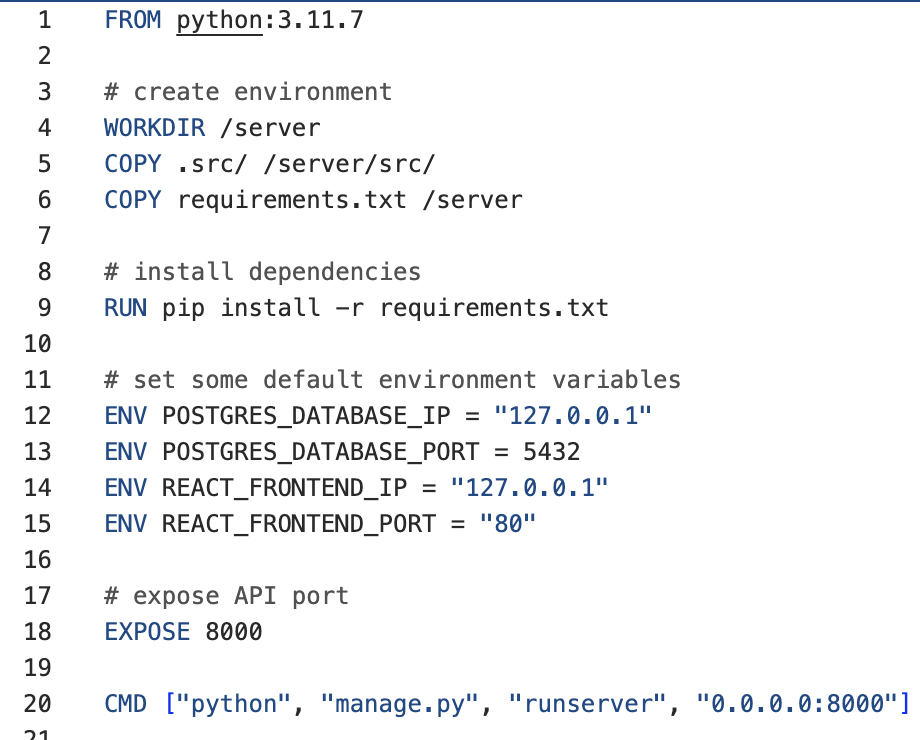 1 FROM python:3.11.7
2
3 # create environment
4 WORKDIR /server
5 COPY .src/ /server/src/
6 COPY requirements.txt /server
7
8 # install dependencies
9 RUN pip install -r requirements.txt
10
11 # set some default environment variables
12 ENV POSTGRES_DATABASE_IP = "127.0.0.1"
13 ENV POSTGRES_DATABASE_PORT = 5432
14 ENV REACT_FRONTEND_IP = "127.0.0.1"
15 ENV REACT_FRONTEND_PORT = "80"
16
17 # expose API port
18 EXPOSE 8000
19
20 CMD ["python", "manage.py", "runserver", "0.0.0.0:8000"]
21